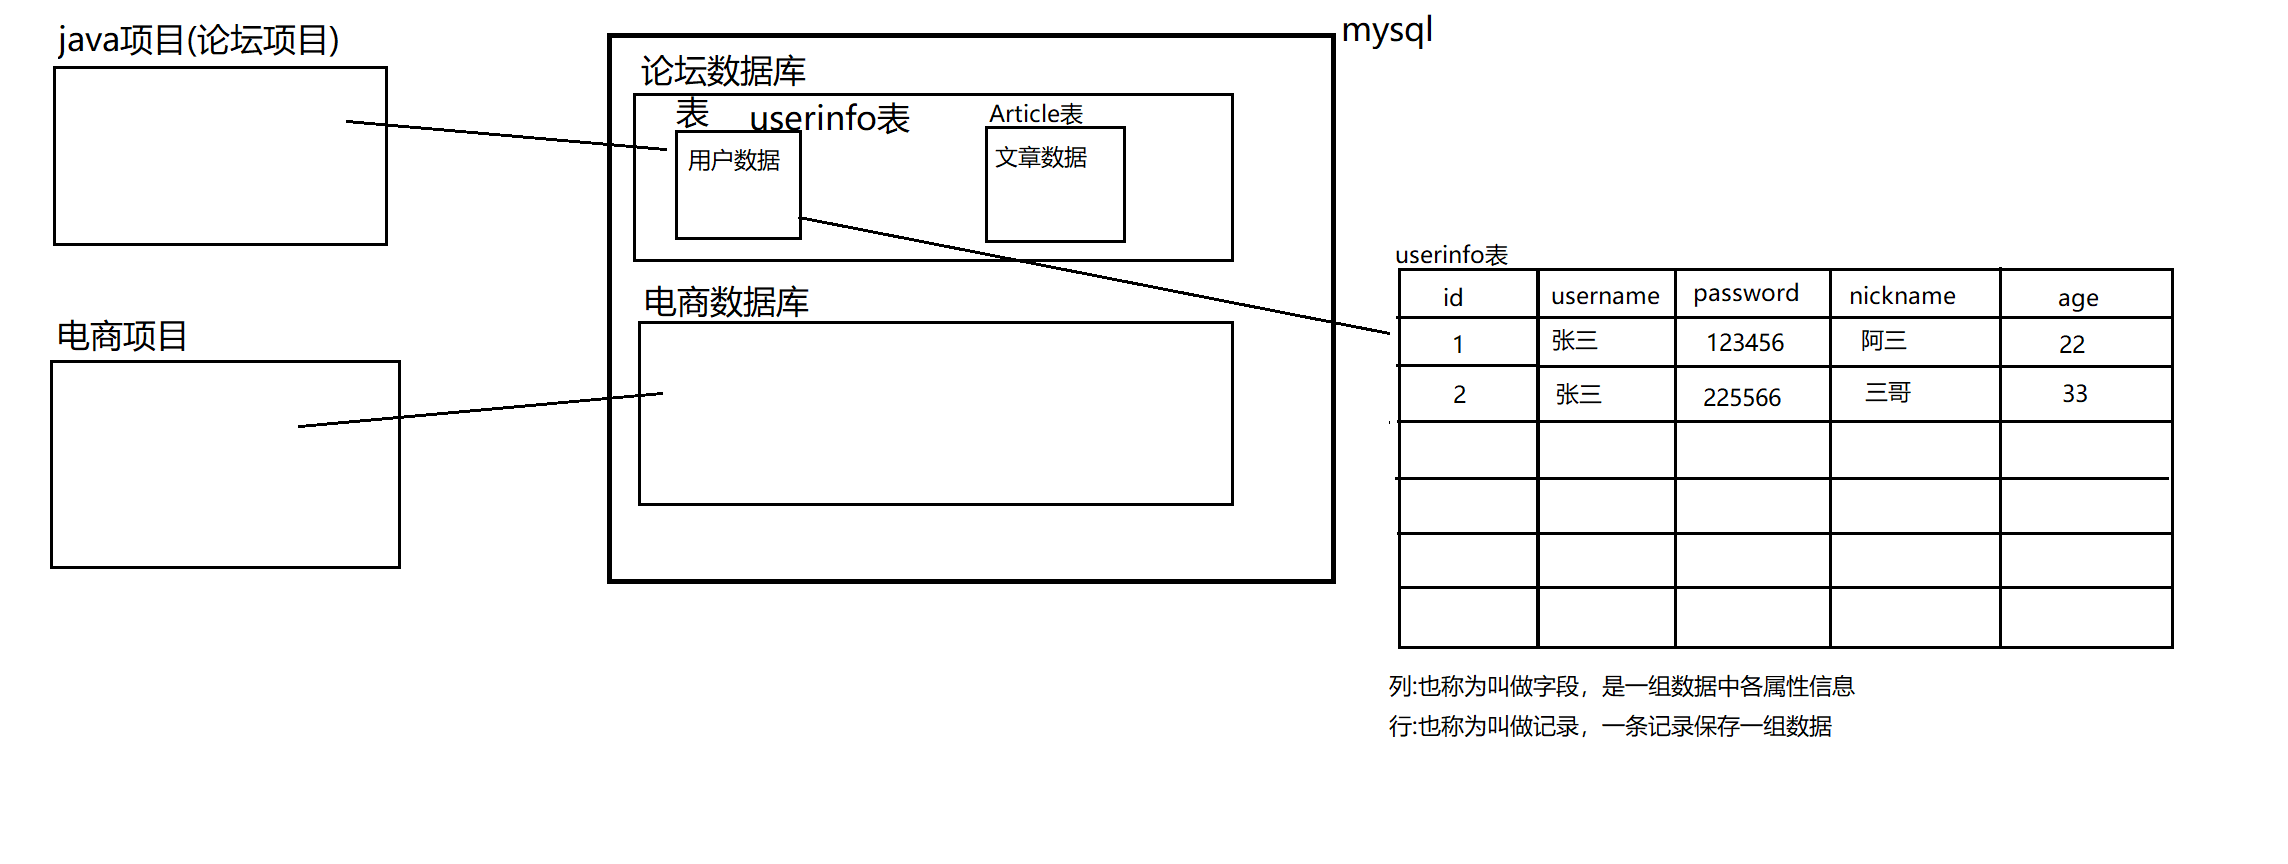 java项目(论坛项目)
mysql
论坛数据库
表
userinfo表
Article表
用户数据
文章数据
电商数据库
电商项目
userinfo表
id username password nickname age
1 张三 123456 阿三 22
2 张三 225566 三哥 33
列:也称为叫做字段，是一组数据中各属性信息
行:也称为叫做记录，一条记录保存一组数据